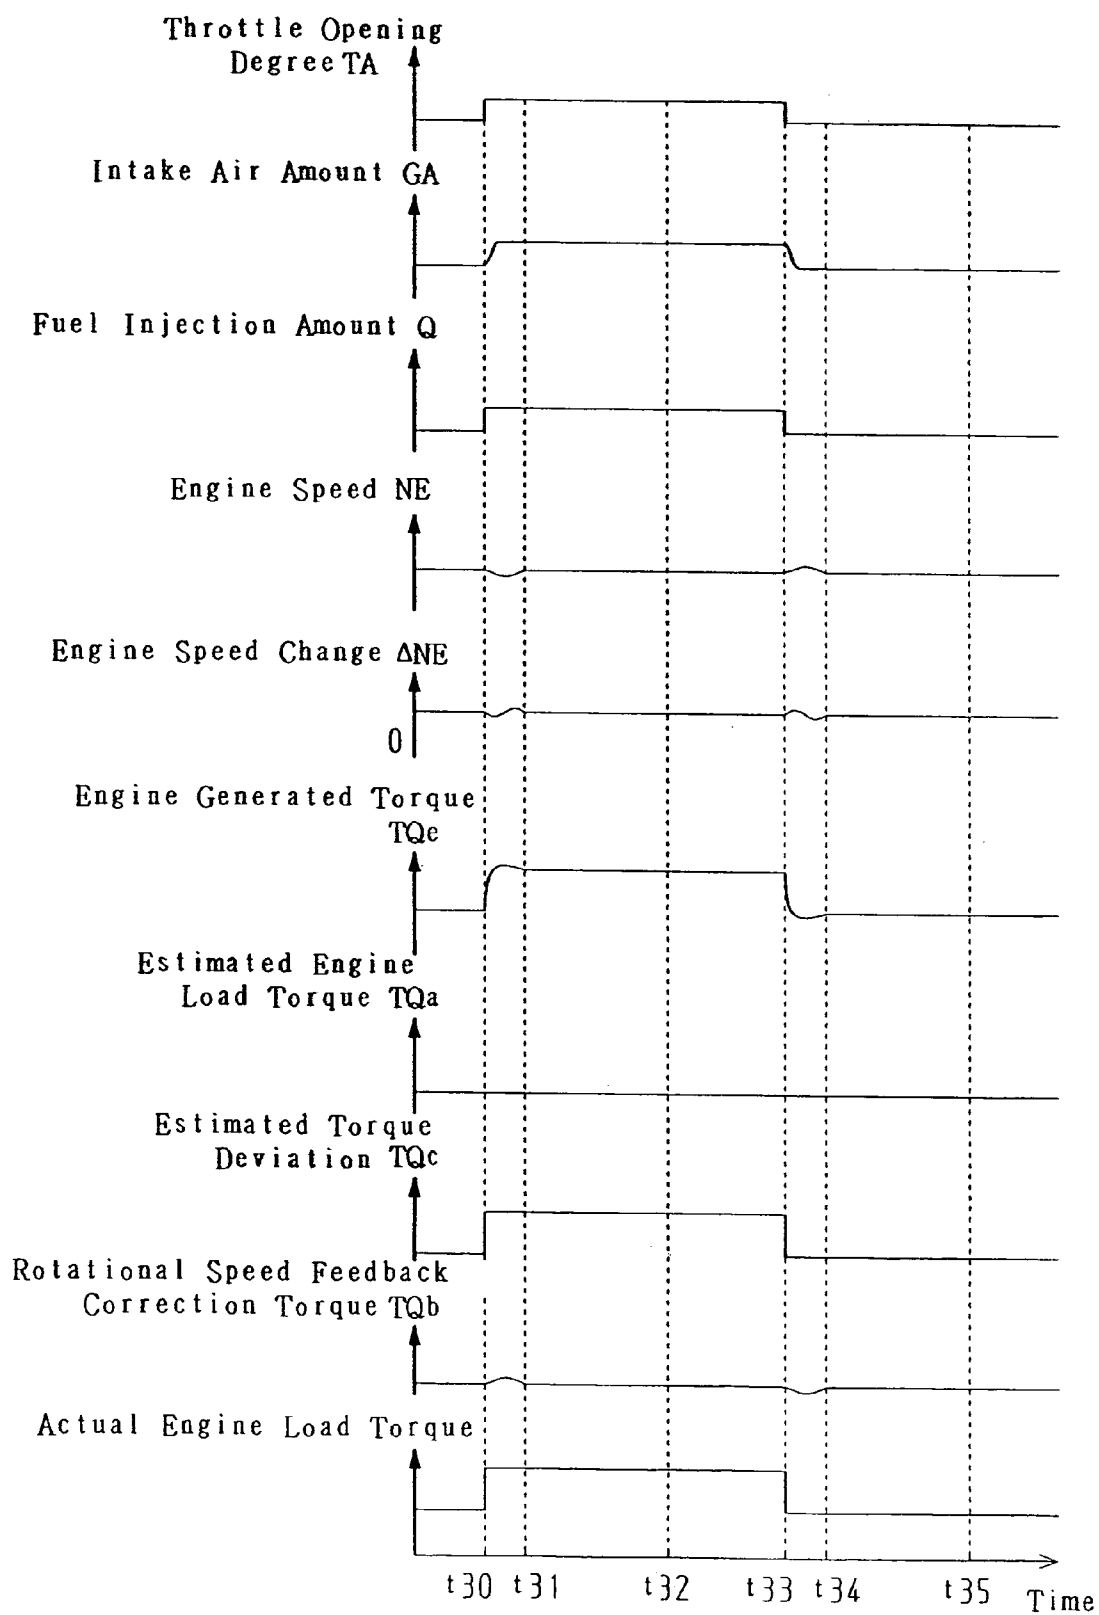 Throttle Opening
Degree TA
Intake Air Amount GA
Fuel Injection Amount Q
Engine Speed NE
Engine Speed Change ΔNE
0
Engine Generated Torque
TQe
Estimated Engine
Load Torque TQa
Estimated Torque
Deviation TQc
Rotational Speed Feedback
Correction Torque TQb
Actual Engine Load Torque
t30 t31 t32 t33 t34 t35 Time